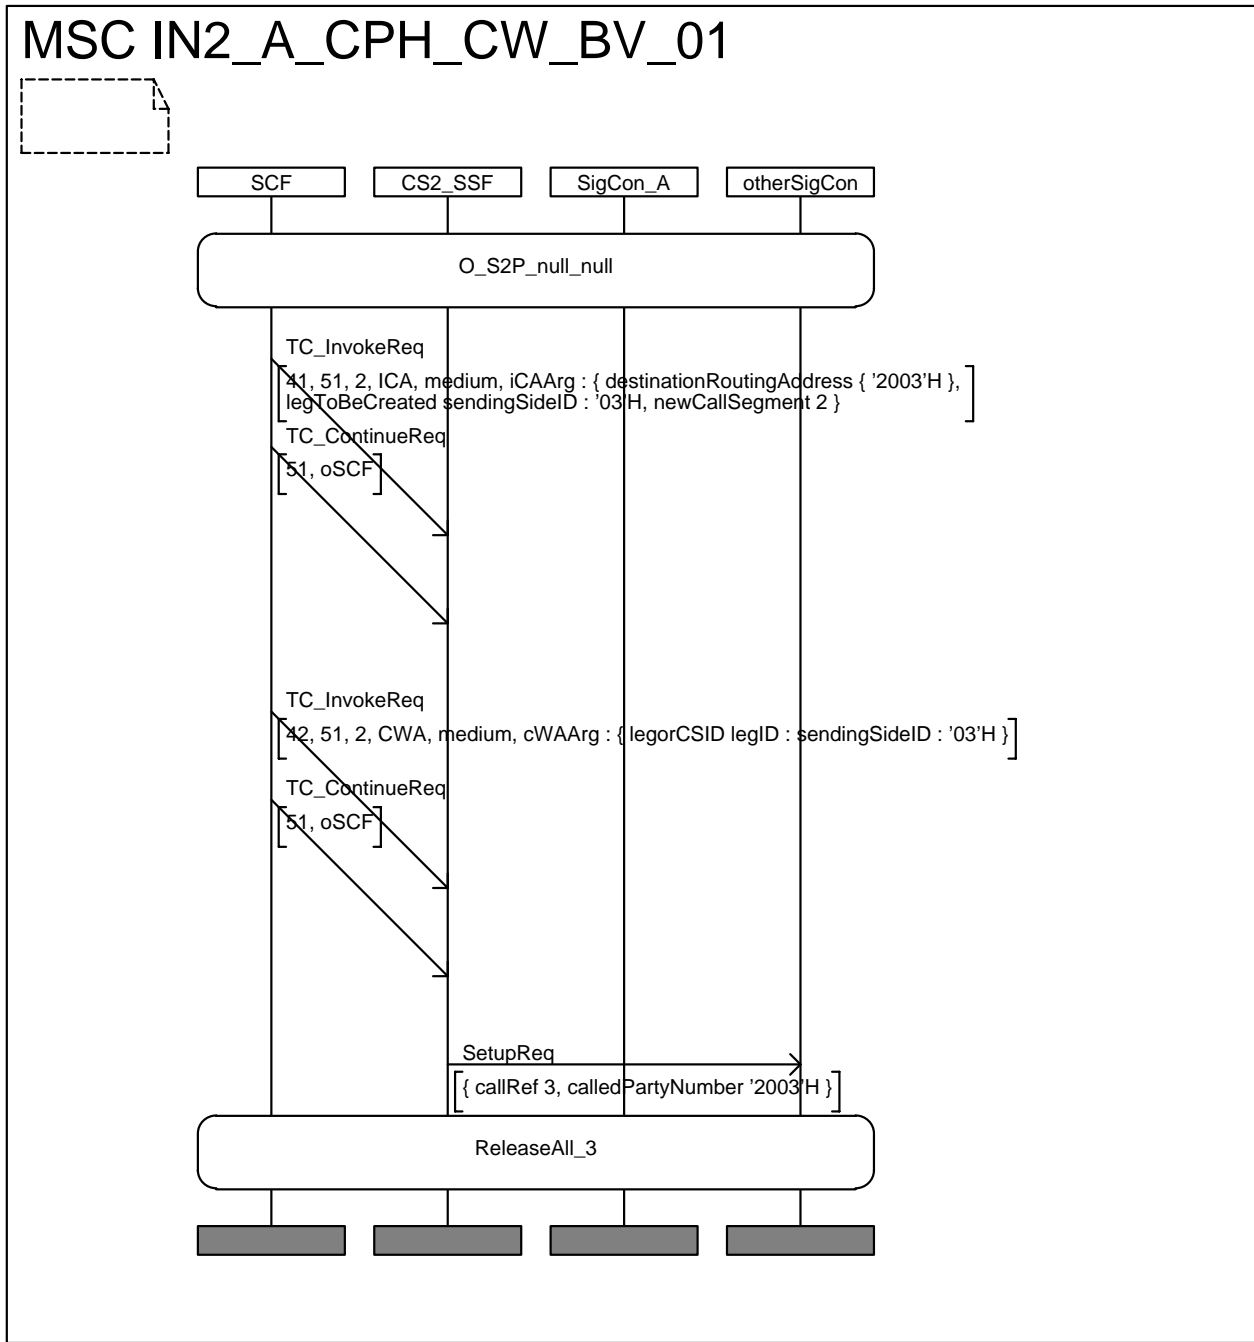 MSC IN2_A_CPH_CW_BV_01
SCF
CS2_SSF
SigCon_A
otherSigCon
O_S2P_null_null
TC_InvokeReq
41, 51, 2, ICA, medium, iCAArg : { destinationRoutingAddress { '2003'H },
legToBeCreated sendingSideID : '03'H, newCallSegment 2 }
TC_ContinueReq
51, oSCF
TC_InvokeReq
42, 51, 2, CWA, medium, cWAArg : { legorCSID legID : sendingSideID : '03'H }
TC_ContinueReq
51, oSCF
SetupReq
{ callRef 3, calledPartyNumber '2003'H }
ReleaseAll_3